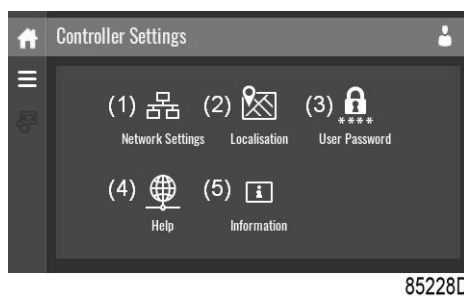 Controller Settings
(1) (2) (3)
****
Network Settings Localisation User Password
(4) (5)
Help Information
85228D